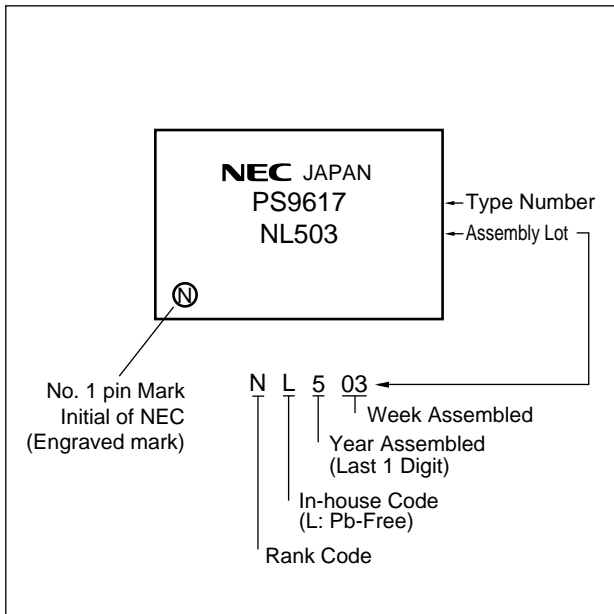 NEC JAPAN
PS9617
NL503
Type Number
Assembly Lot
N
No. 1 pin Mark
Initial of NEC
(Engraved mark)
N L 5 03
Week Assembled
Year Assembled
(Last 1 Digit)
In-house Code
(L: Pb-Free)
Rank Code